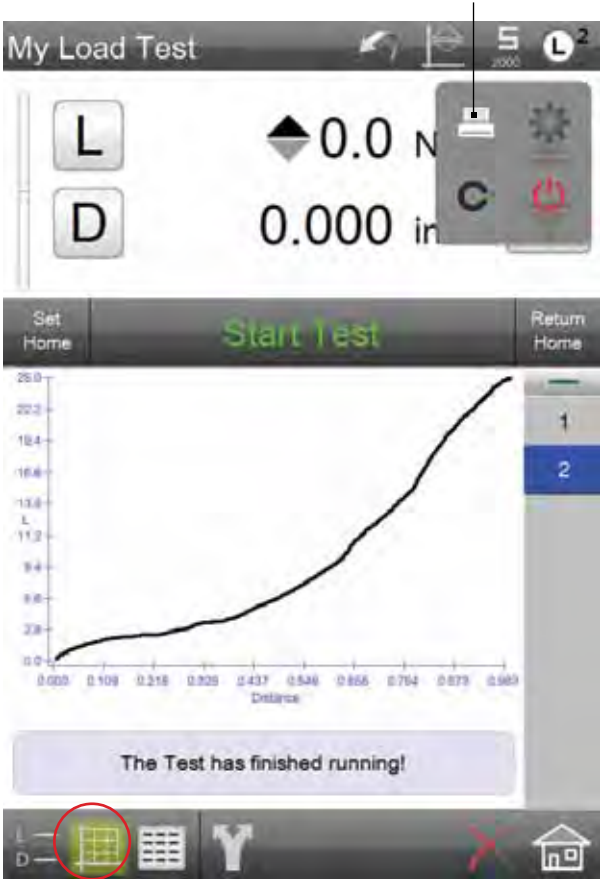 My Load Test
S
2000
L 2
L
0.0 N
C
D
0.000 in
Set Home
Start Test
Return Home
25.0
22.2
19.4
16.6
13.8
L
11.2
8.4
5.6
2.8
0.0
0.000 0.109 0.218 0.328 0.437 0.546 0.656 0.764 0.873 0.983
Distance
1
2
The Test has finished running!
L
D